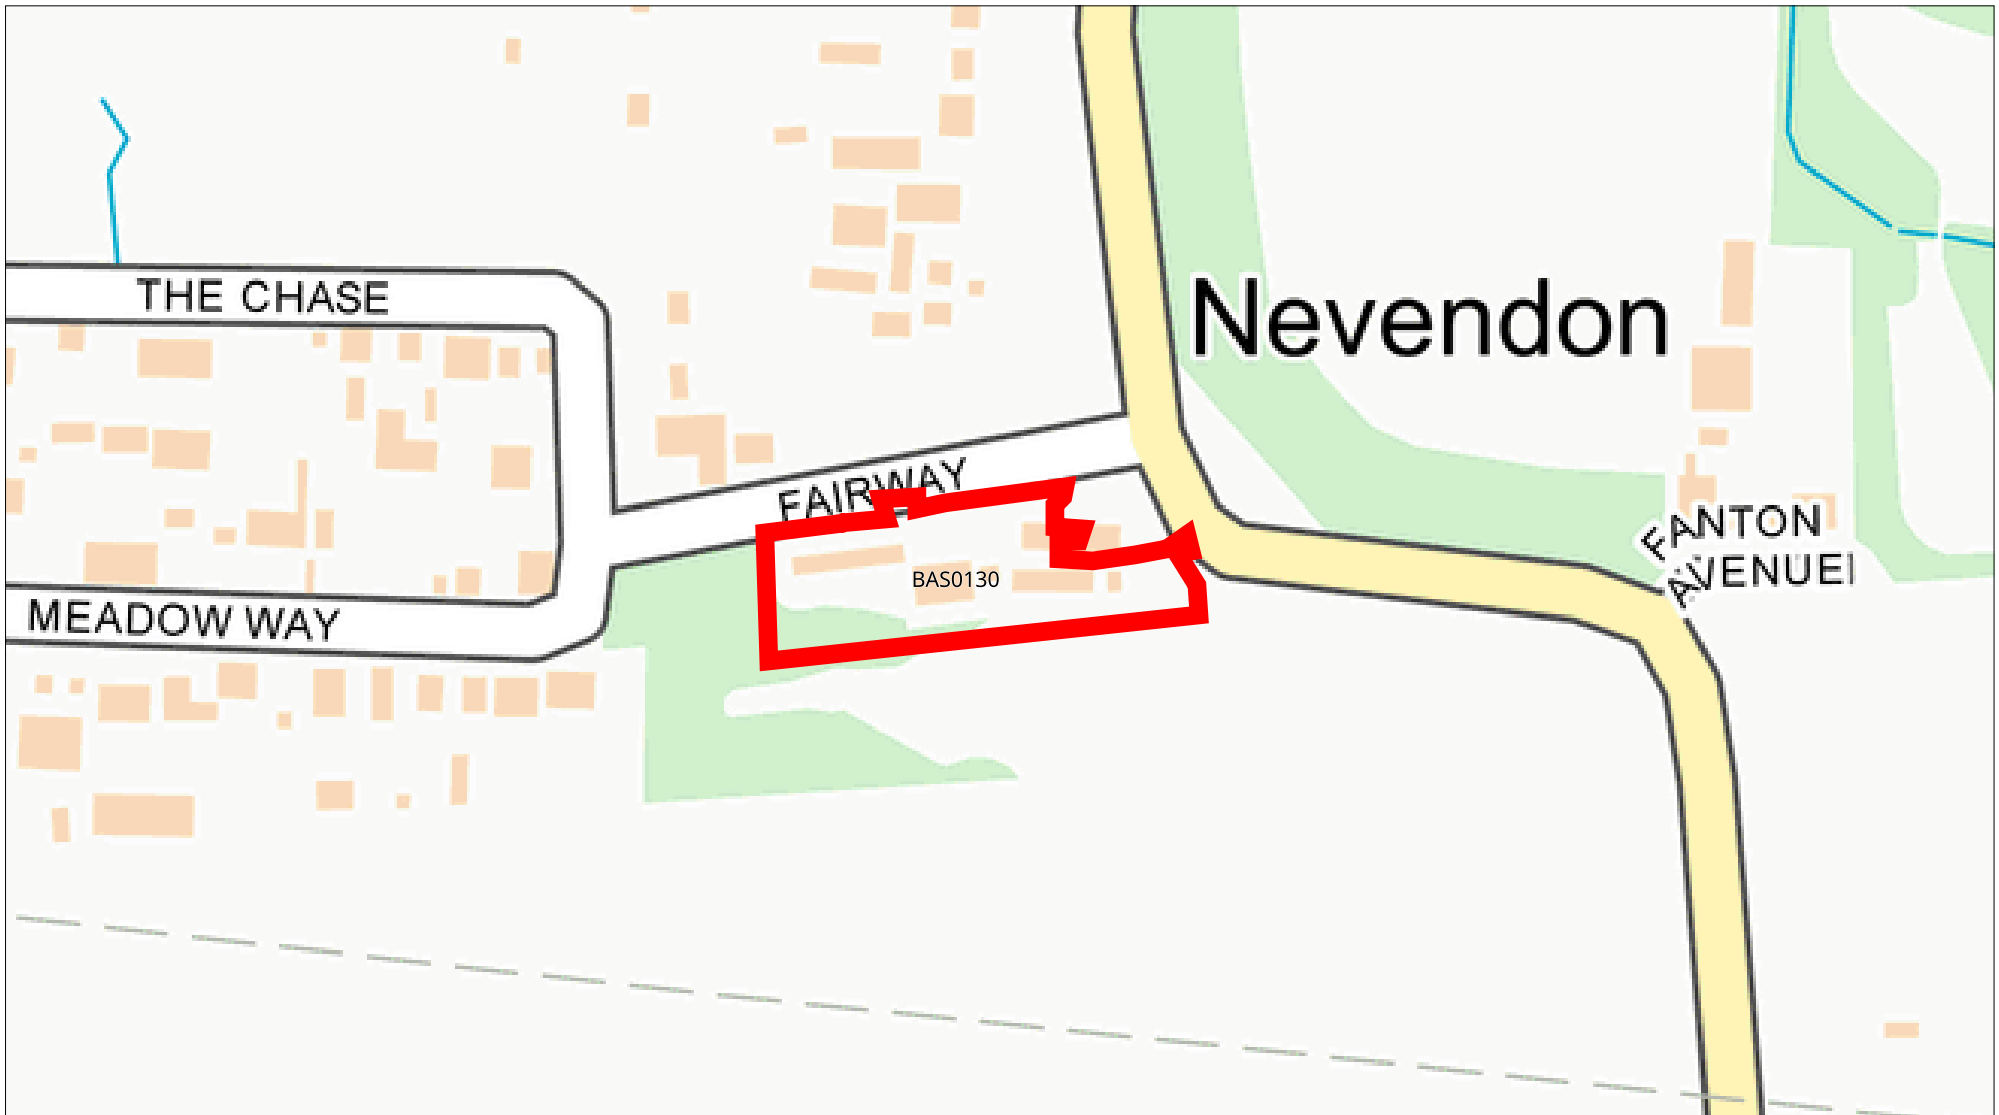 THE CHASE
Nevendon
FAIRWAY
FANTON
AVENUE
BAS0130
MEADOW WAY